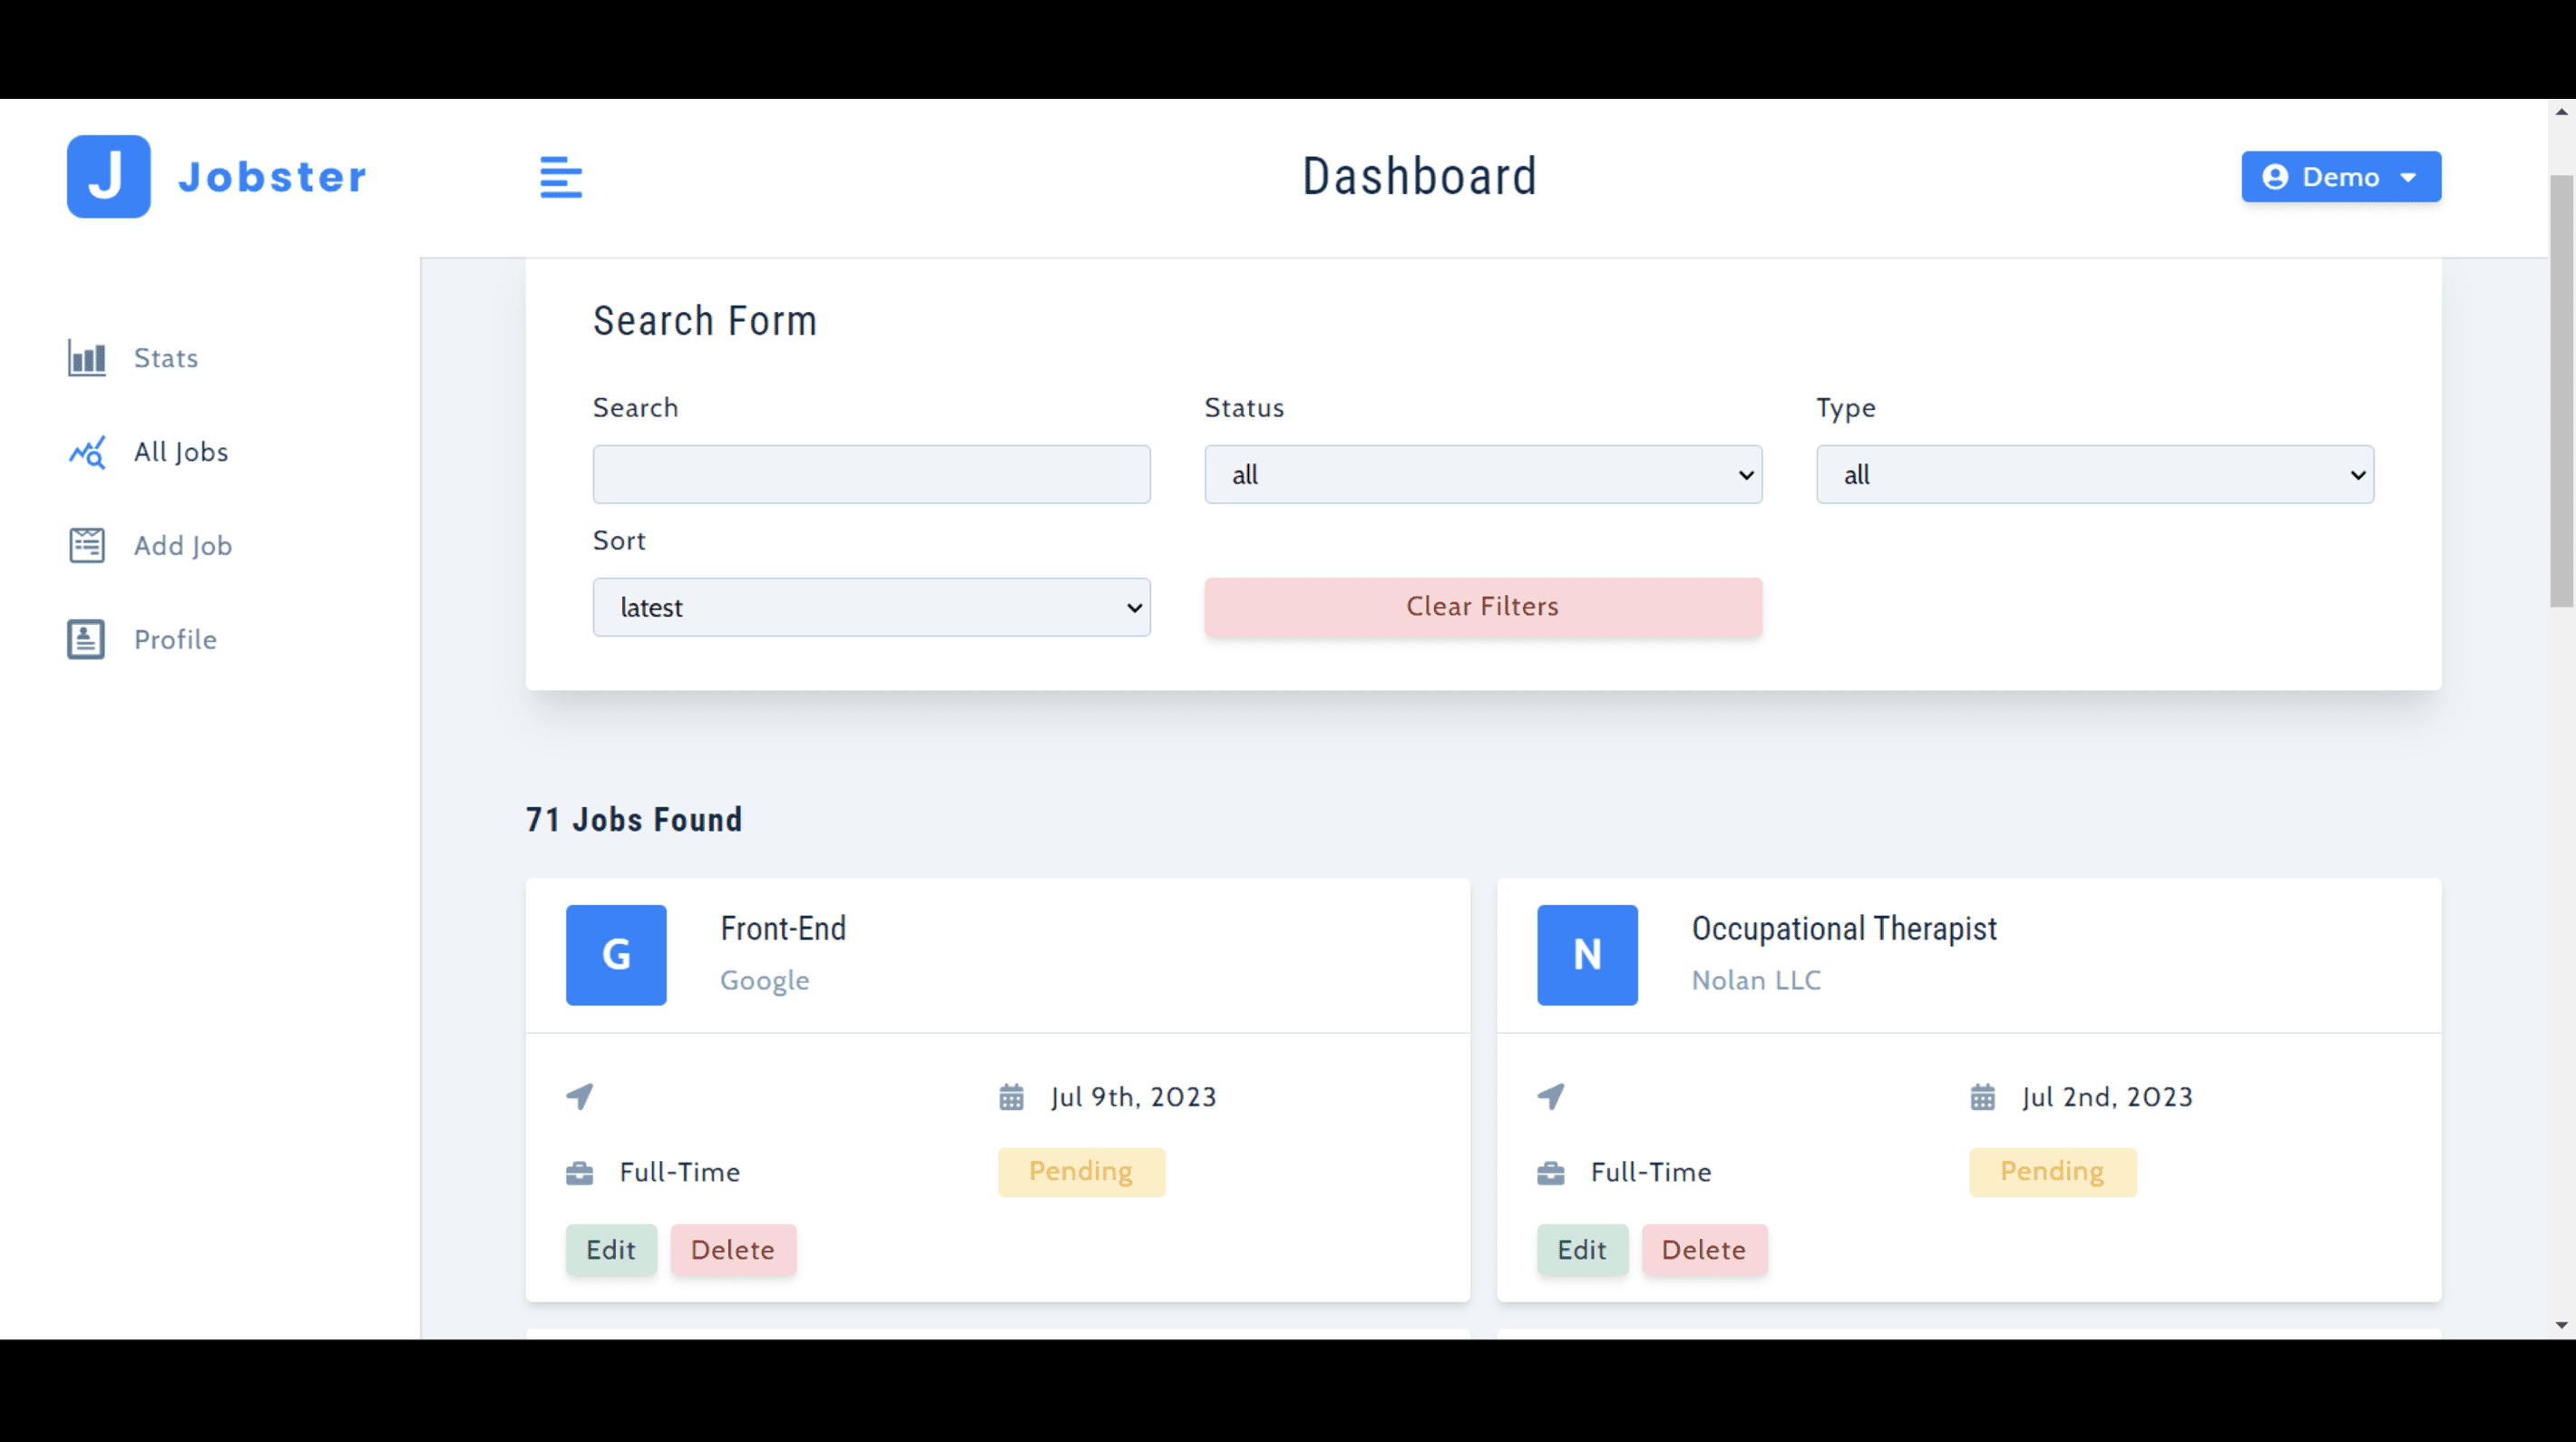 J Jobster
Dashboard
Demo
Stats
All Jobs
Add Job
Profile
Search Form
Search
Status
Type
all
all
Sort
latest
Clear Filters
71 Jobs Found
G
Front-End
Google
Jul 9th, 2023
Full-Time
Pending
Edit
Delete
N
Occupational Therapist
Nolan LLC
Jul 2nd, 2023
Full-Time
Pending
Edit
Delete